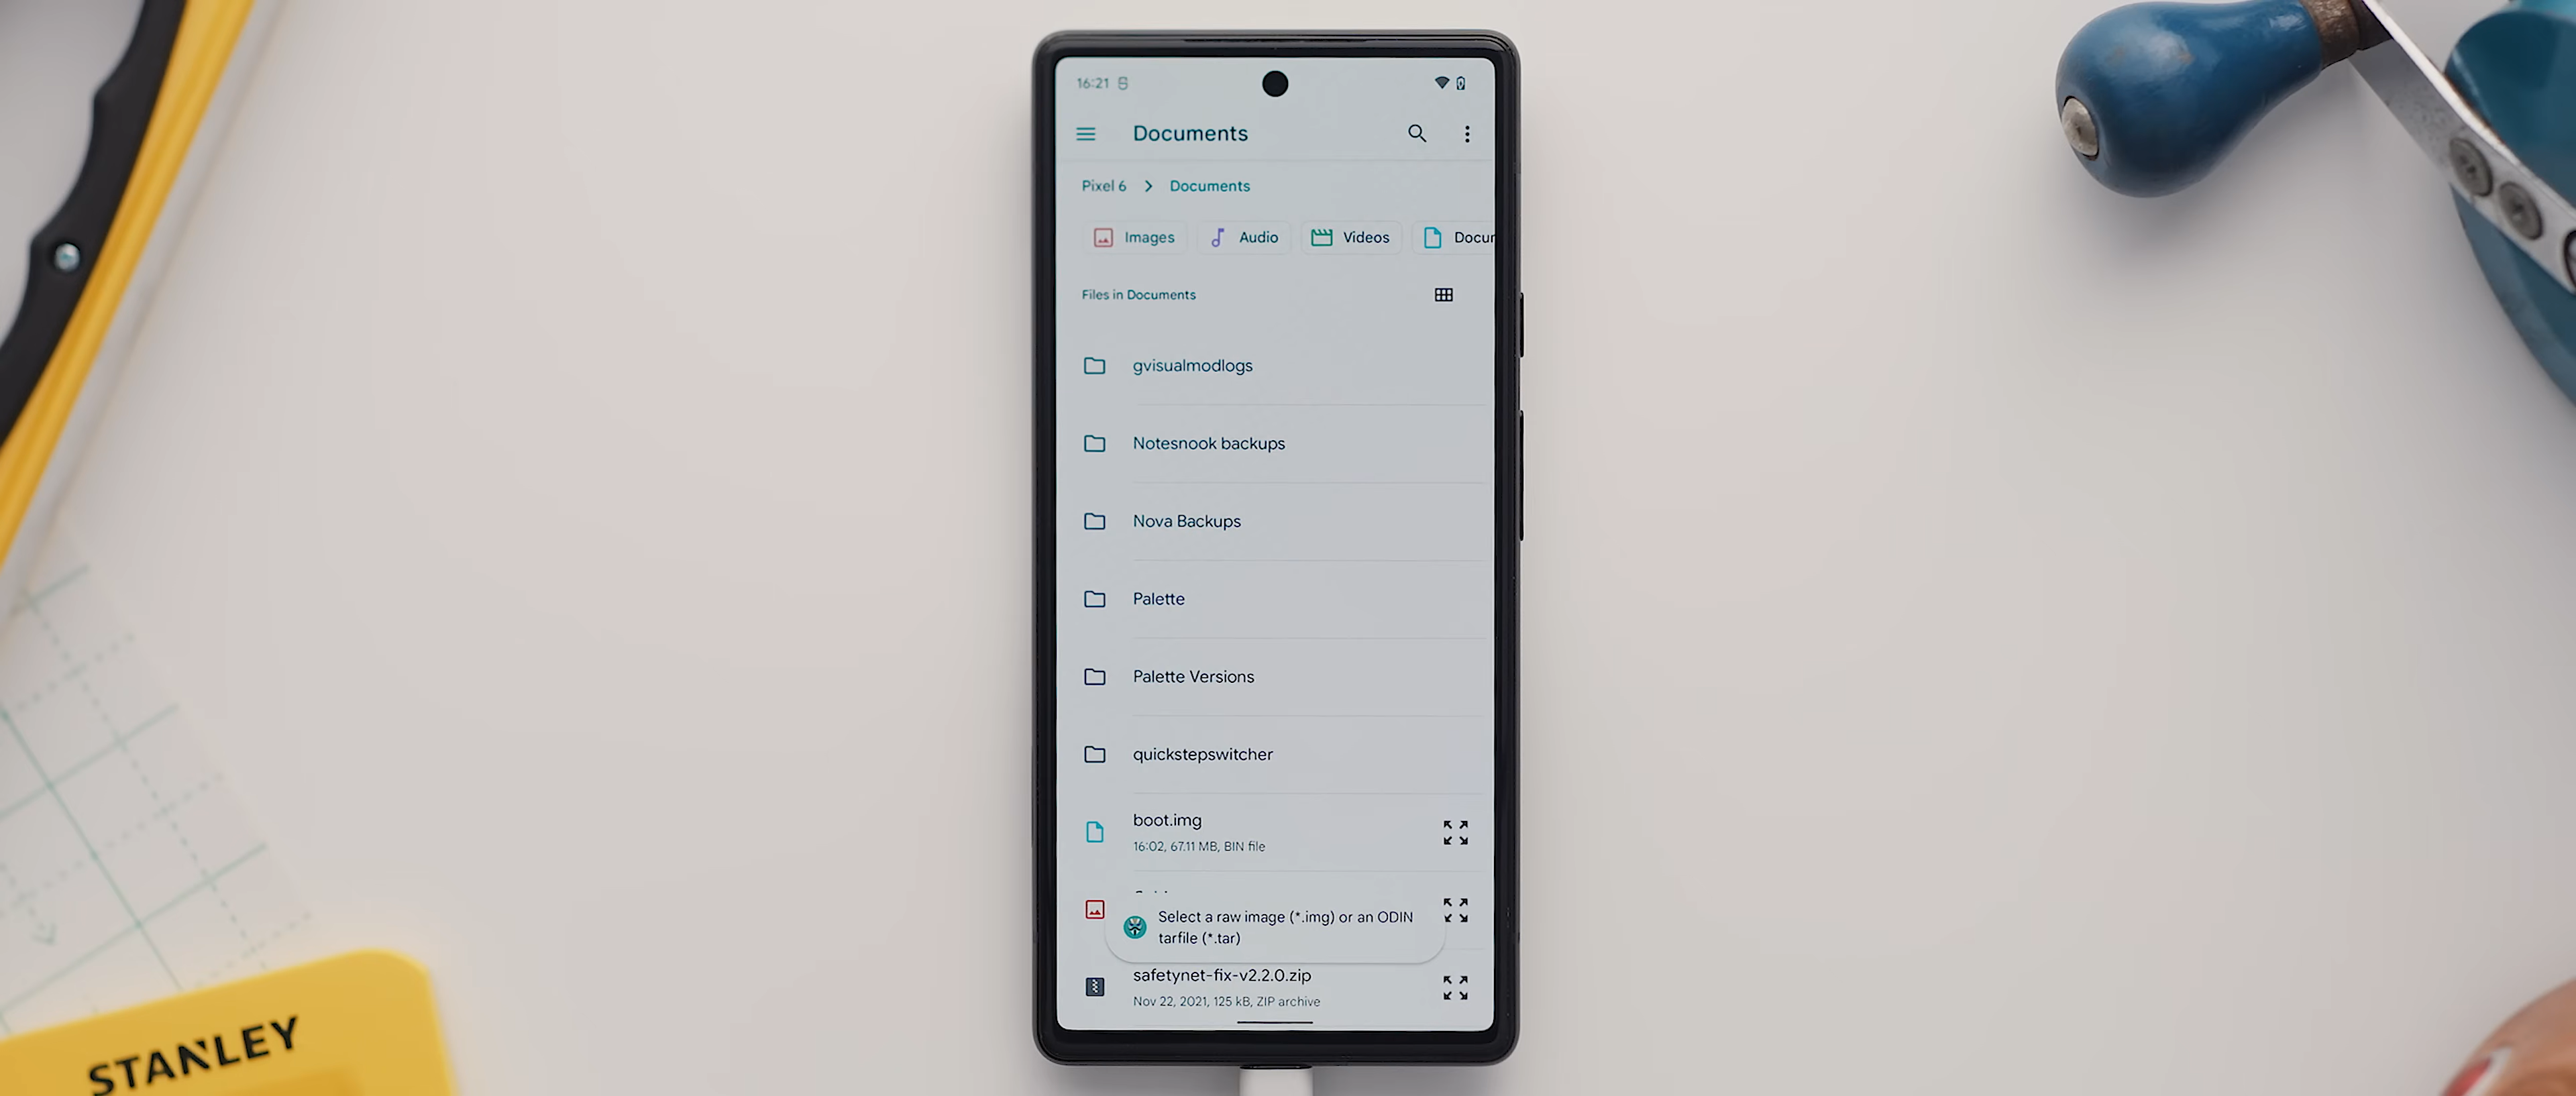 16:21
Documents
Pixel 6 > Documents
Images Audio Videos
Files in Documents
gvisualmodlogs
Notesnook backups
Nova Backups
Palette
Palette Versions
quickstepswitcher
boot.img
16:02, 67.11 MB, BIN file
Select a raw image (*.img) or an ODIN
tarfile (*.tar)
safetynet-fix-v2.2.0.zip
Nov 22, 2021, 125 kB, ZIP archive
STANLEY